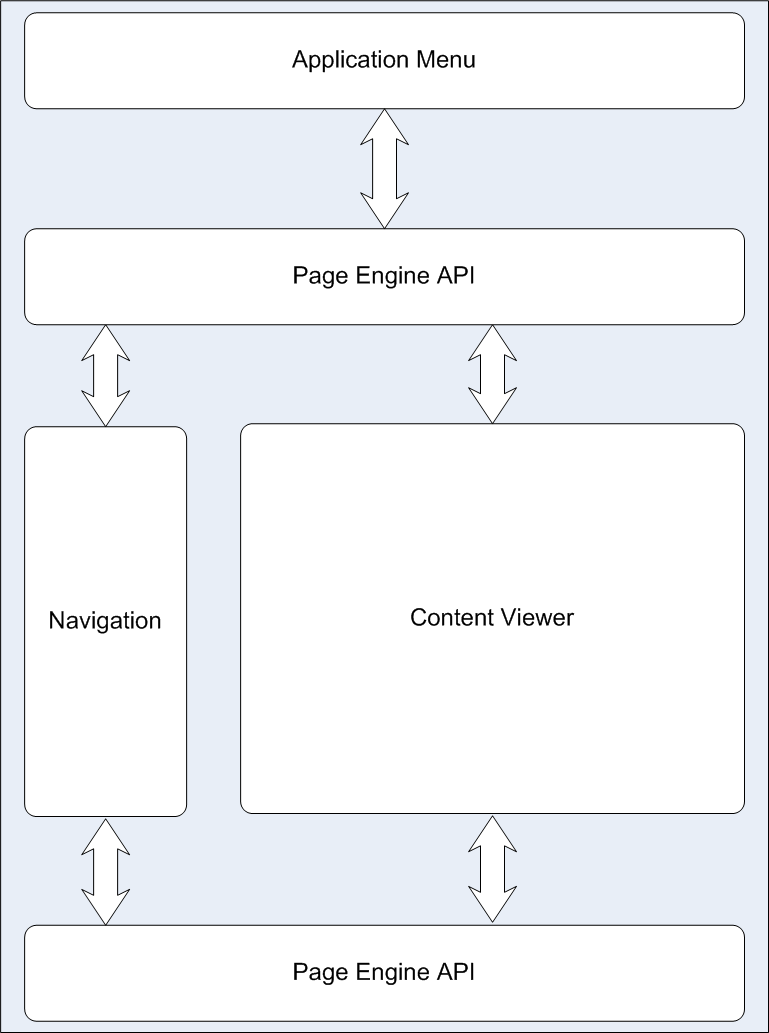 Application Menu
Page Engine API
Navigation
Content Viewer
Page Engine API